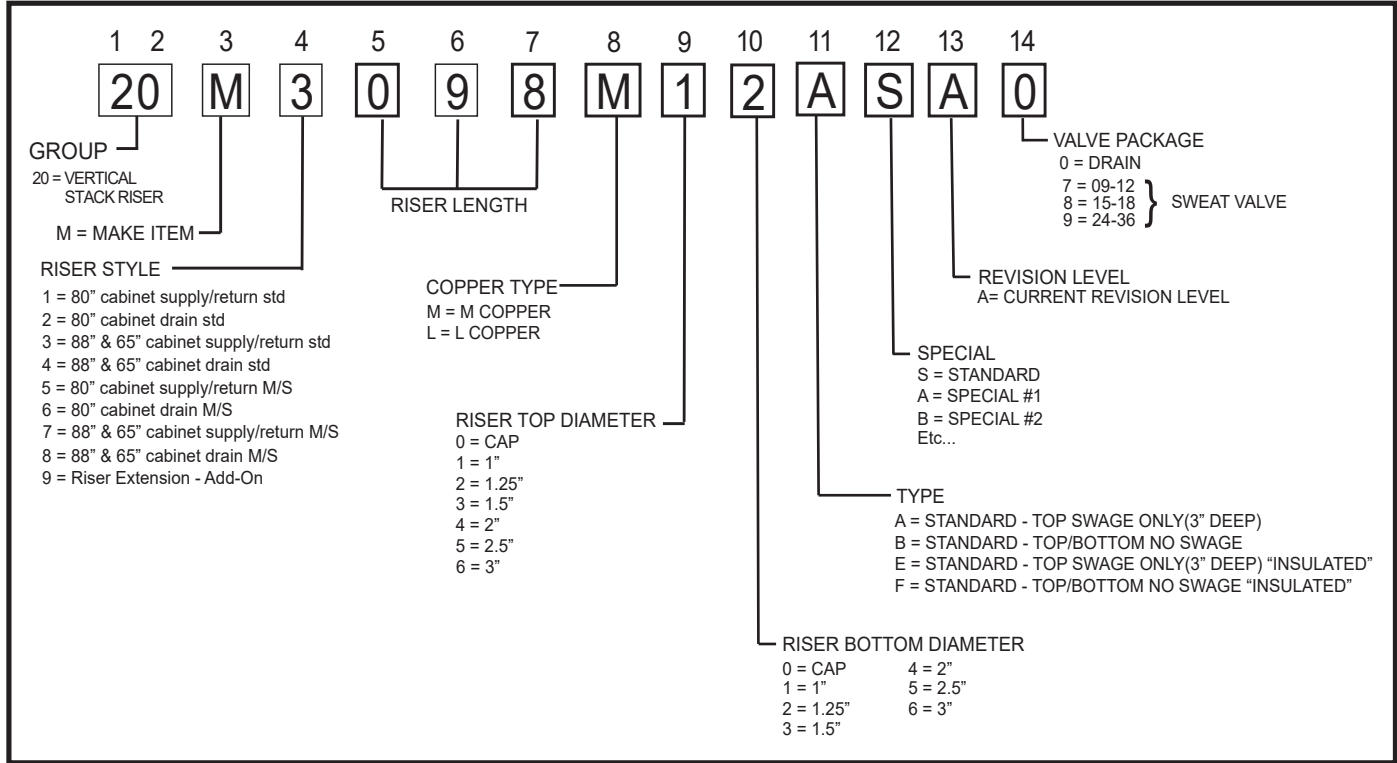 1 2 3 4 5 6 7 8 9 10 11 12 13 14
20 M 3 0 9 8 M 1 2 A S A 0
GROUP
20 = VERTICAL
STACK RISER
M = MAKE ITEM
RISER STYLE
1 = 80” cabinet supply/return std
2 = 80” cabinet drain std
3 = 88” & 65” cabinet supply/return std
4 = 88” & 65” cabinet drain std
5 = 80” cabinet supply/return M/S
6 = 80” cabinet drain M/S
7 = 88” & 65” cabinet supply/return M/S
8 = 88” & 65” cabinet drain M/S
9 = Riser Extension - Add-On
RISER LENGTH
COPPER TYPE
M = M COPPER
L = L COPPER
RISER TOP DIAMETER
0 = CAP
1 = 1”
2 = 1.25”
3 = 1.5”
4 = 2”
5 = 2.5”
6 = 3”
RISER BOTTOM DIAMETER
0 = CAP
1 = 1”
2 = 1.25”
3 = 1.5”
4 = 2”
5 = 2.5”
6 = 3”
TYPE
A = STANDARD - TOP SWAGE ONLY(3” DEEP)
B = STANDARD - TOP/BOTTOM NO SWAGE
E = STANDARD - TOP SWAGE ONLY(3” DEEP) “INSULATED”
F = STANDARD - TOP/BOTTOM NO SWAGE “INSULATED”
SPECIAL
S = STANDARD
A = SPECIAL #1
B = SPECIAL #2
Etc...
REVISION LEVEL
A= CURRENT REVISION LEVEL
VALVE PACKAGE
0 = DRAIN
7 = 09-12
8 = 15-18
9 = 24-36
} SWEAT VALVE